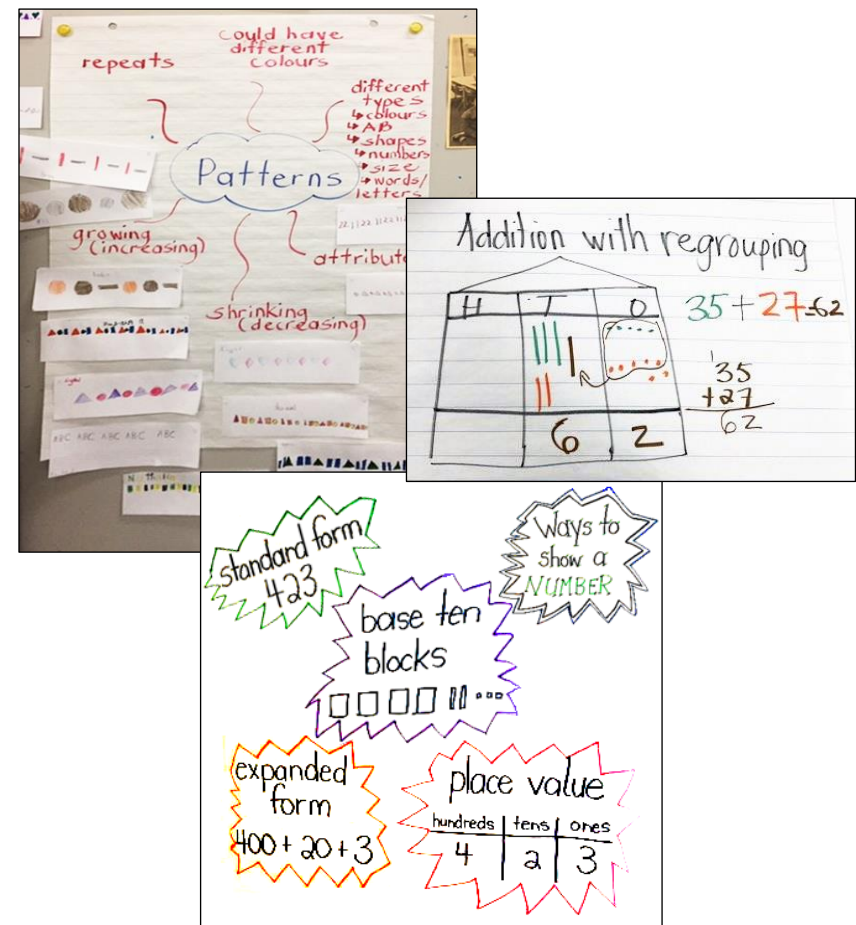 repeats
could have
different
colours
different
types
↳ colours
↳ AB
↳ shapes
↳ numbers
↳ size
↳ words/
letters
Patterns
growing
(increasing)
attribut
shrinking
(decreasing)
ABC ABC ABC ABC ABC
Addition with regrouping
H T O
35+27=62
1
35
+27
62
6 2
standard form
423
Ways to
show a
NUMBER
base ten
blocks
expanded
form
400 + 20 + 3
place value
hundreds tens ones
4 2 3